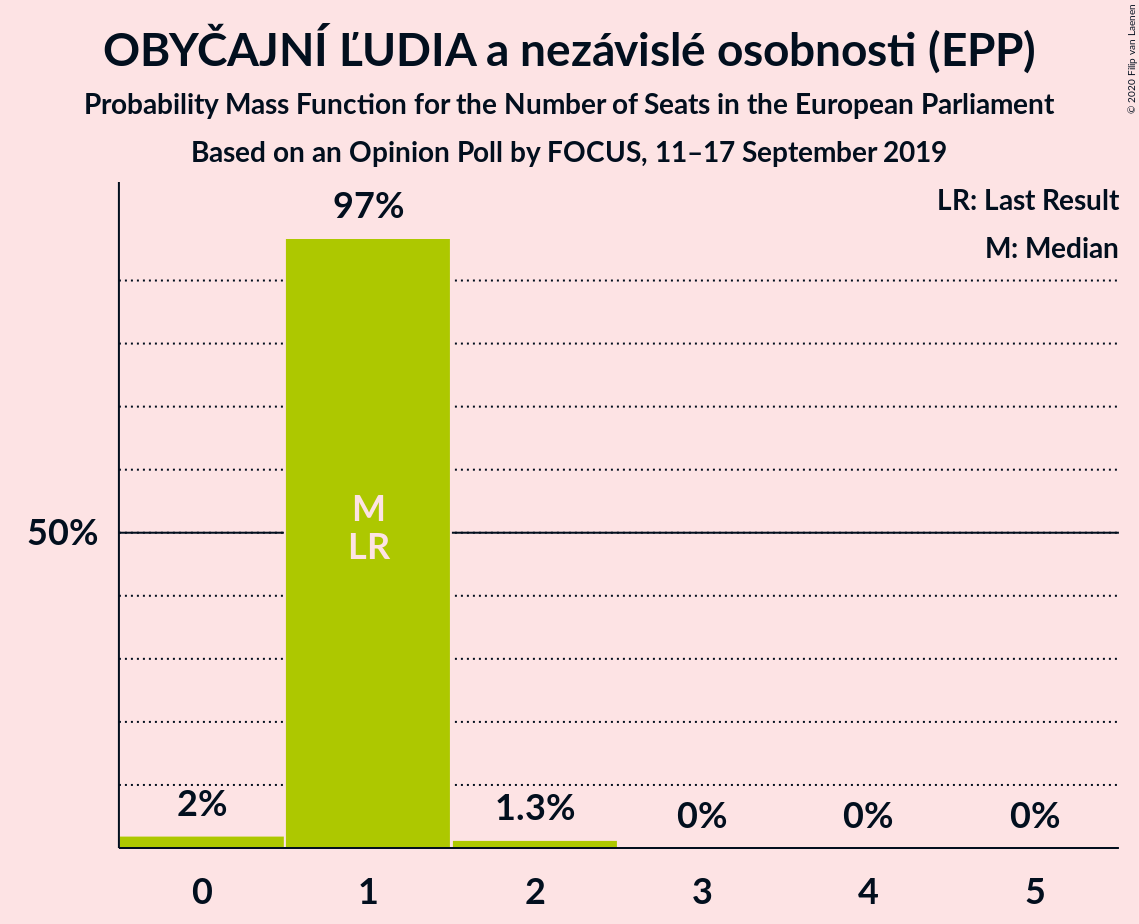 OBYČAJNÍ ĽUDIA a nezávislé osobnosti (EPP)
Probability Mass Function for the Number of Seats in the European Parliament
Based on an Opinion Poll by FOCUS, 11–17 September 2019
© 2020 Filip van Laenen
LR: Last Result
M: Median
97%
M
LR
50%
2%
1.3%
0%
0%
0%
0
1
2
3
4
5